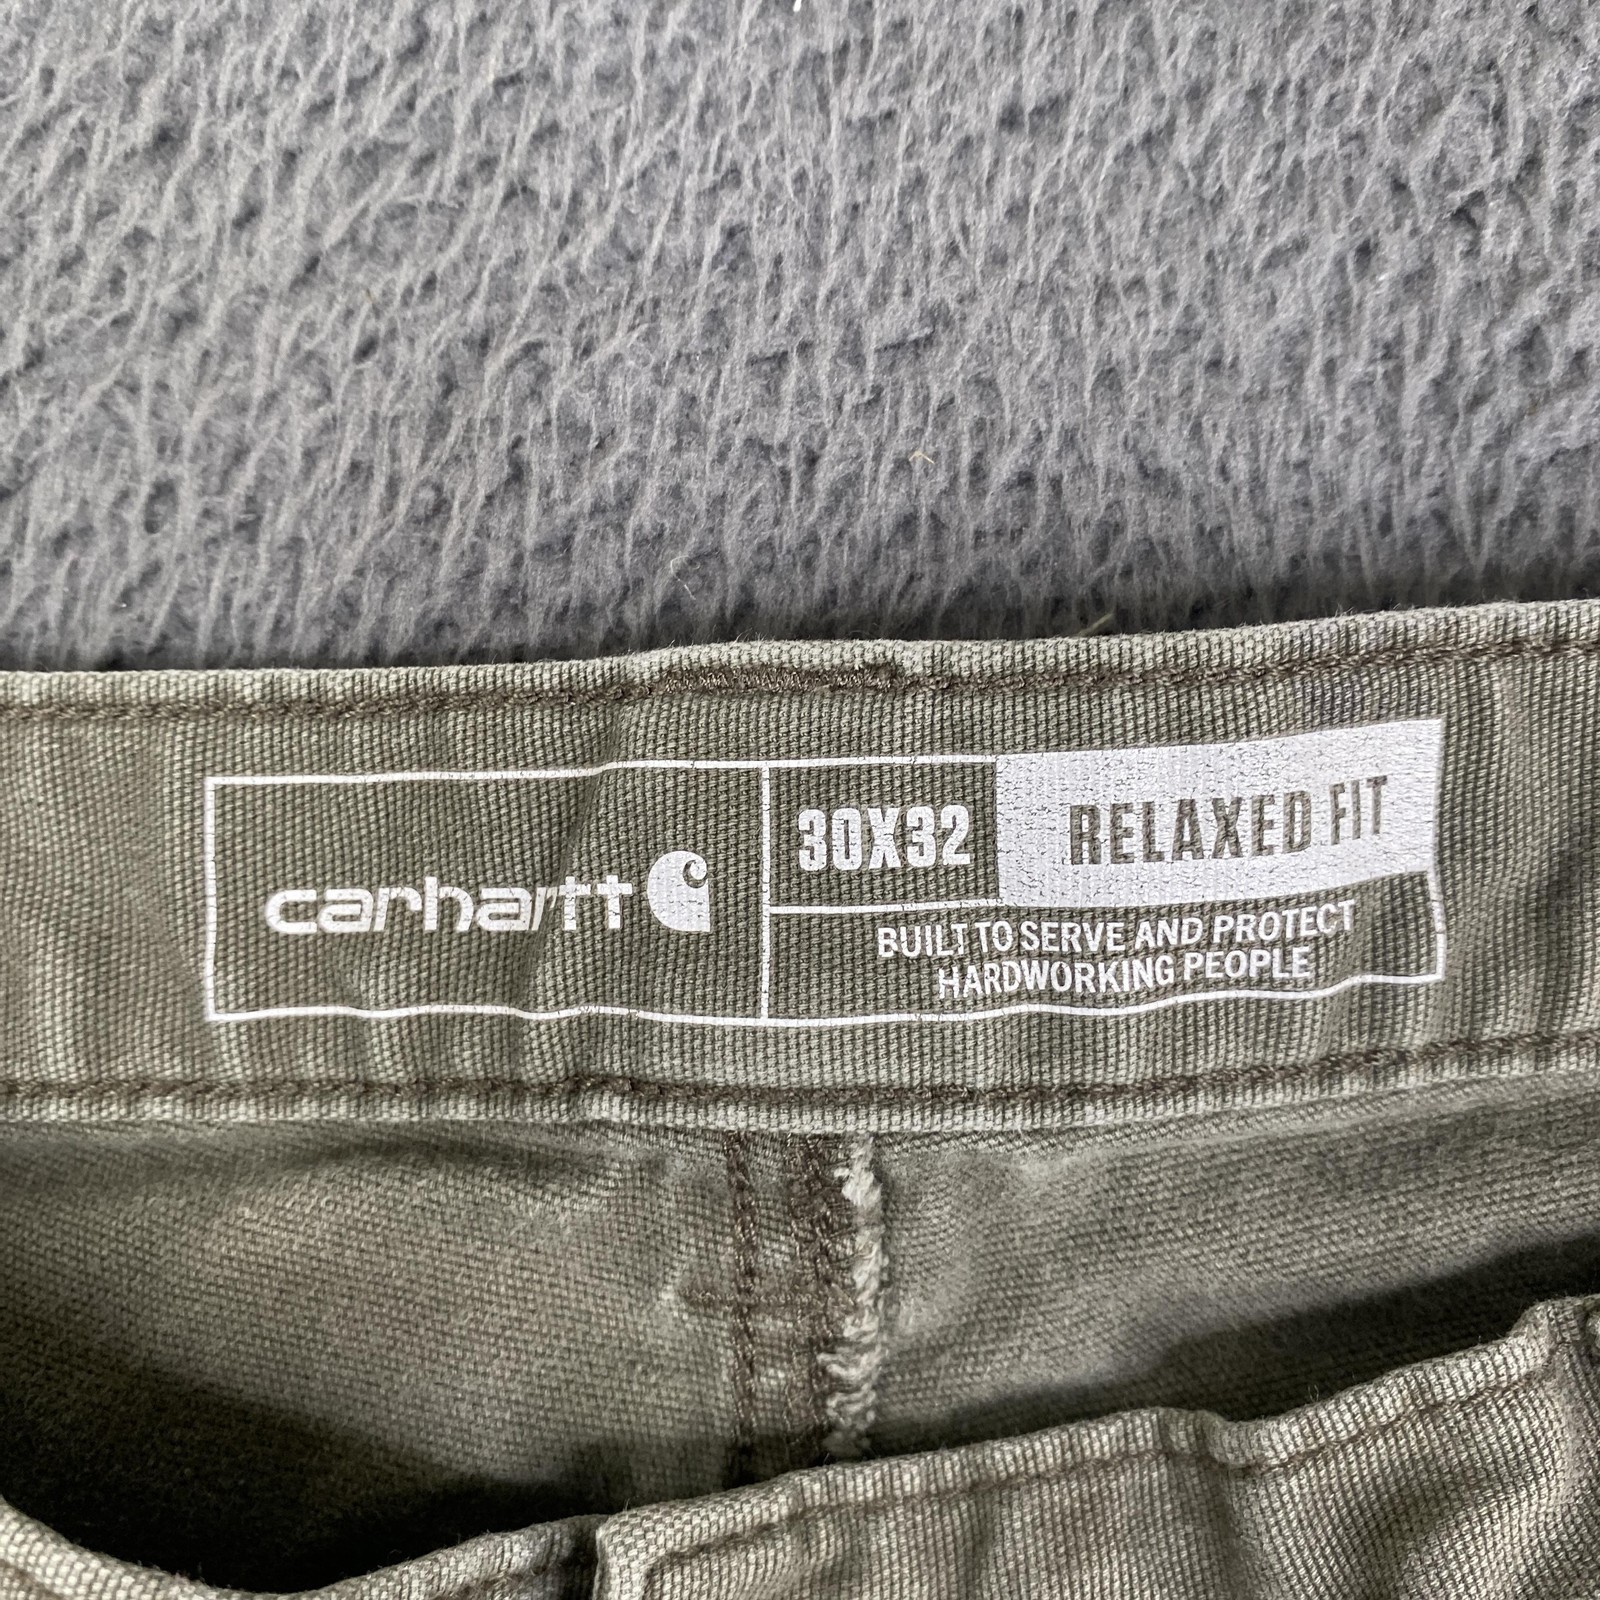 carhartt
30X32
RELAXED FIT
BUILT TO SERVE AND PROTECT
HARDWORKING PEOPLE